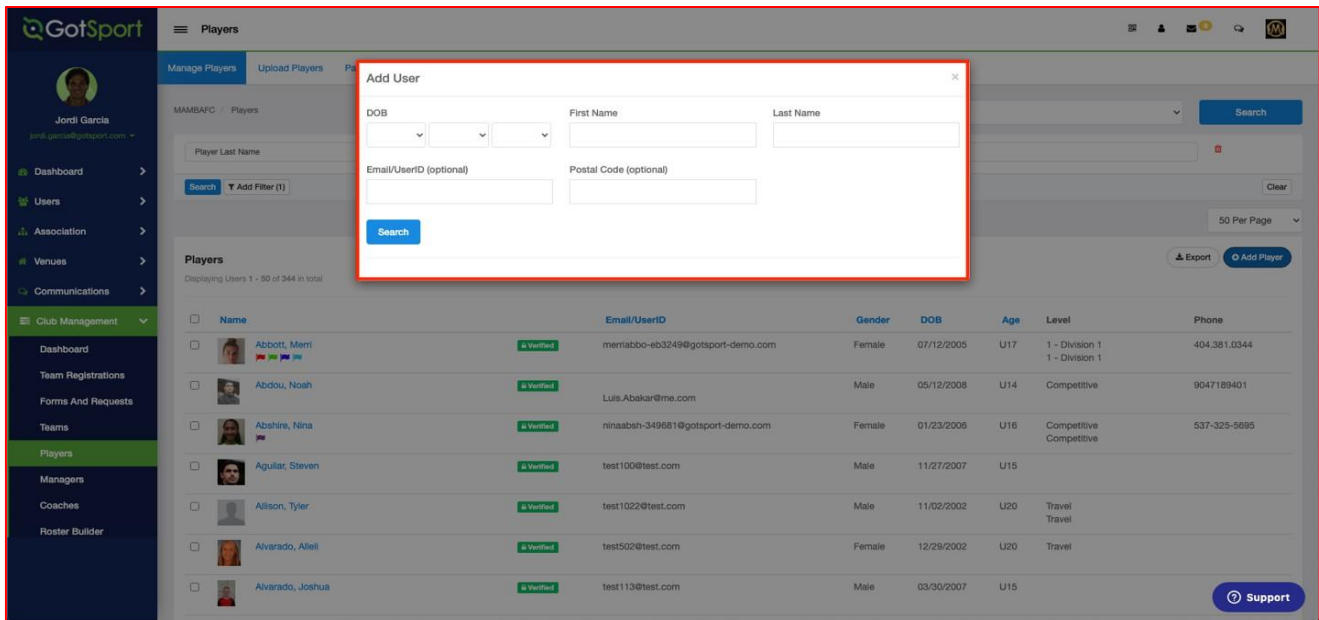 GotSport
Players
Jordi Garcia
jordi.garcia@gotsport.com
Dashboard
Users
Association
Venues
Communications
Club Management
Dashboard
Team Registrations
Forms And Requests
Teams
Players
Managers
Coaches
Roster Builder
Manage Players Upload Players Pa
MAMBAFC / Players
Search
Player Last Name
Search Add Filter (1)
Clear
50 Per Page
Add User ×
DOB First Name Last Name
Email/UserID (optional) Postal Code (optional)
Search
Players
Displaying Users 1 - 50 of 344 in total
Export Add Player
Name Email/UserID Gender DOB Age Level Phone
Abbott, Merri Verified merriabbo-eb3249@gotsport-demo.com Female 07/12/2005 U17 1 - Division 1 404.381.0344
1 - Division 1
Abdou, Noah Verified Male 05/12/2008 U14 Competitive 9047189401
Luis.Abakar@me.com
Abshire, Nina Verified ninaabsh-349681@gotsport-demo.com Female 01/23/2006 U16 Competitive 537-325-5695
Competitive
Aguilar, Steven Verified test100@test.com Male 11/27/2007 U15
Allison, Tyler Verified test1022@test.com Male 11/02/2002 U20 Travel
Travel
Alvarado, Alleli Verified test502@test.com Female 12/29/2002 U20 Travel
Alvarado, Joshua Verified test113@test.com Male 03/30/2007 U15
Support